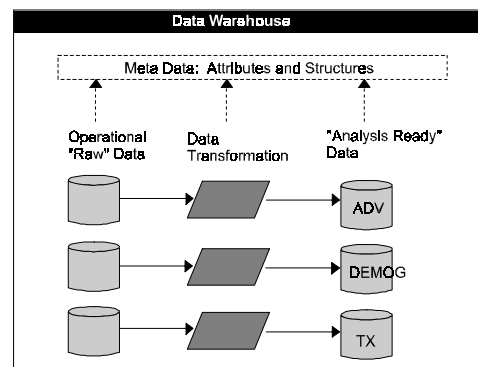 Data Warehouse
Meta Data: Attributes and Structures
Operational
"Raw" Data
Data
Transformation
"Analysis Ready"
Data
ADV
DEMOG
TX